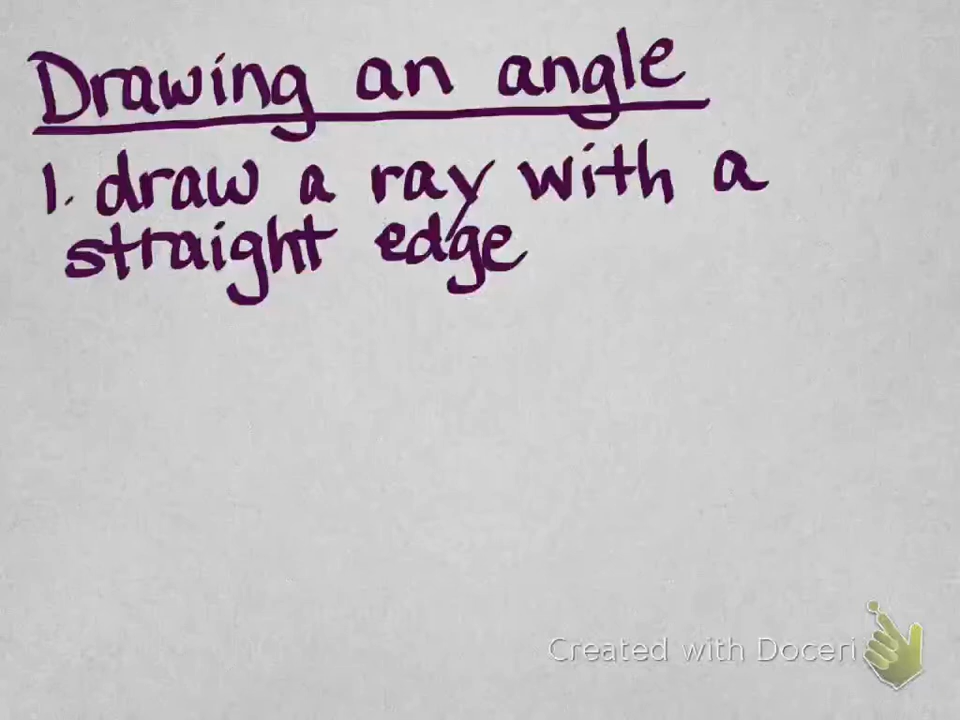 Drawing an angle
1. draw a ray with a
straight edge
Created with Doceri